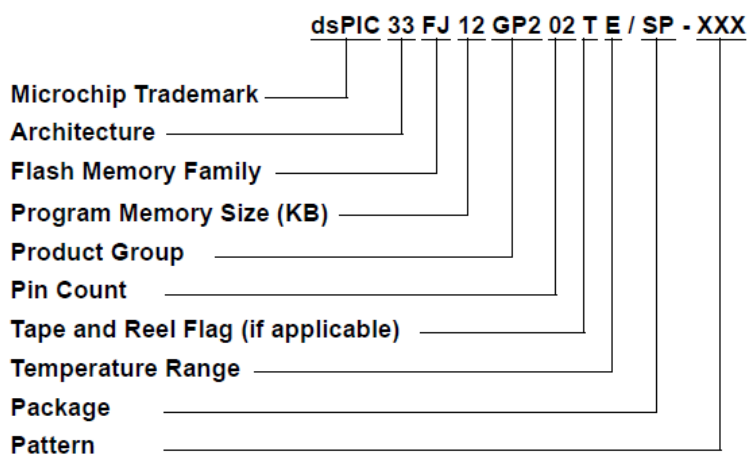 dsPIC 33 FJ 12 GP2 02 T E / SP - XXX
Microchip Trademark
Architecture
Flash Memory Family
Program Memory Size (KB)
Product Group
Pin Count
Tape and Reel Flag (if applicable)
Temperature Range
Package
Pattern